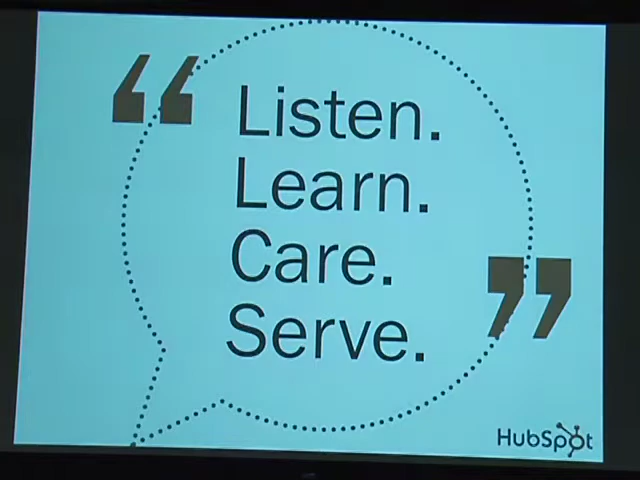 “ Listen.
Learn.
Care.
Serve. ”
HubSpot